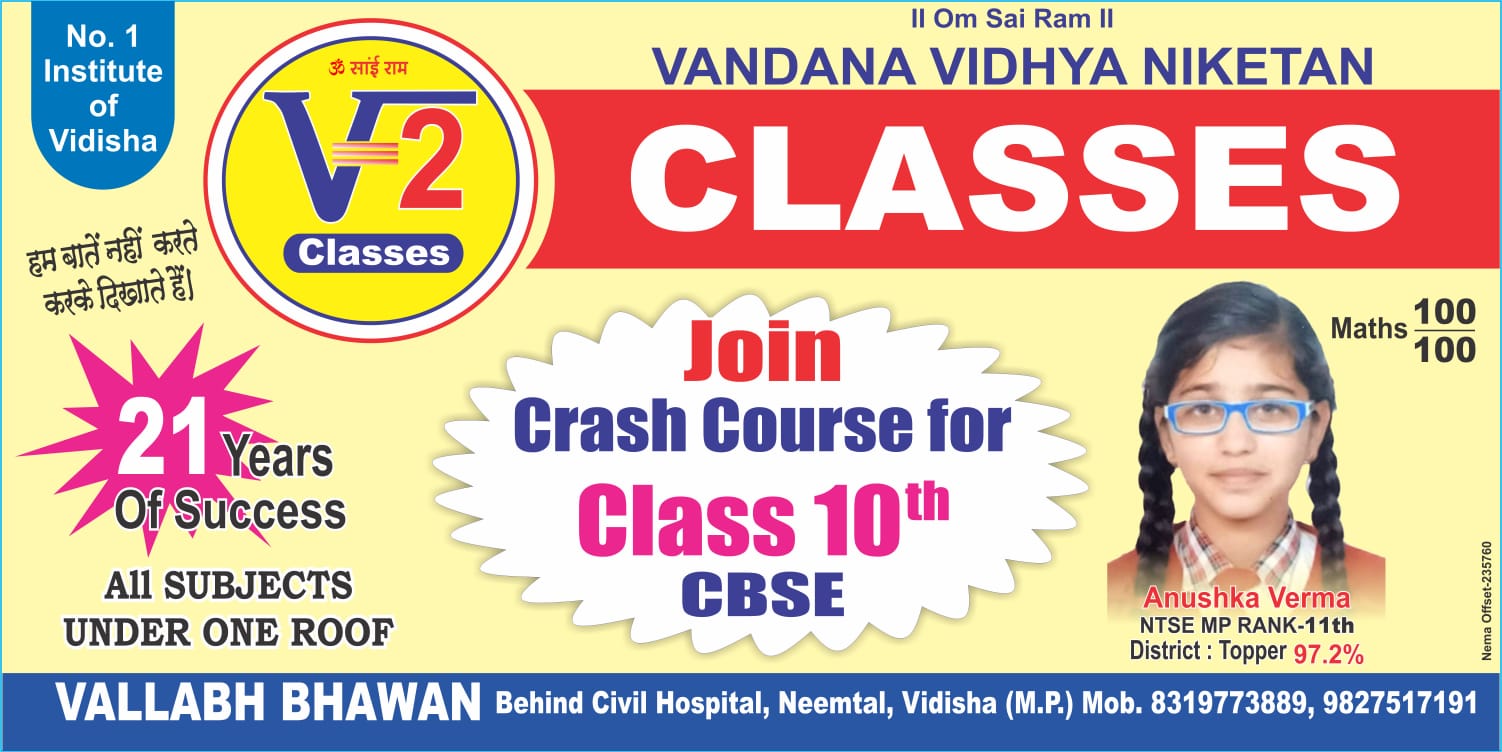 No. 1
Institute
of
Vidisha
ॐ सांई राम
V2
Classes
II Om Sai Ram II
VANDANA VIDHYA NIKETAN
CLASSES
हम बातें नहीं करते
करके दिखाते हैं।
21 Years
Of Success
All SUBJECTS
UNDER ONE ROOF
Join
Crash Course for
Class 10th
CBSE
Maths 100
100
Anushka Verma
NTSE MP RANK-11th
District : Topper 97.2%
Nema Offset-235760
VALLABH BHAWAN Behind Civil Hospital, Neemtal, Vidisha (M.P.) Mob. 8319773889, 9827517191